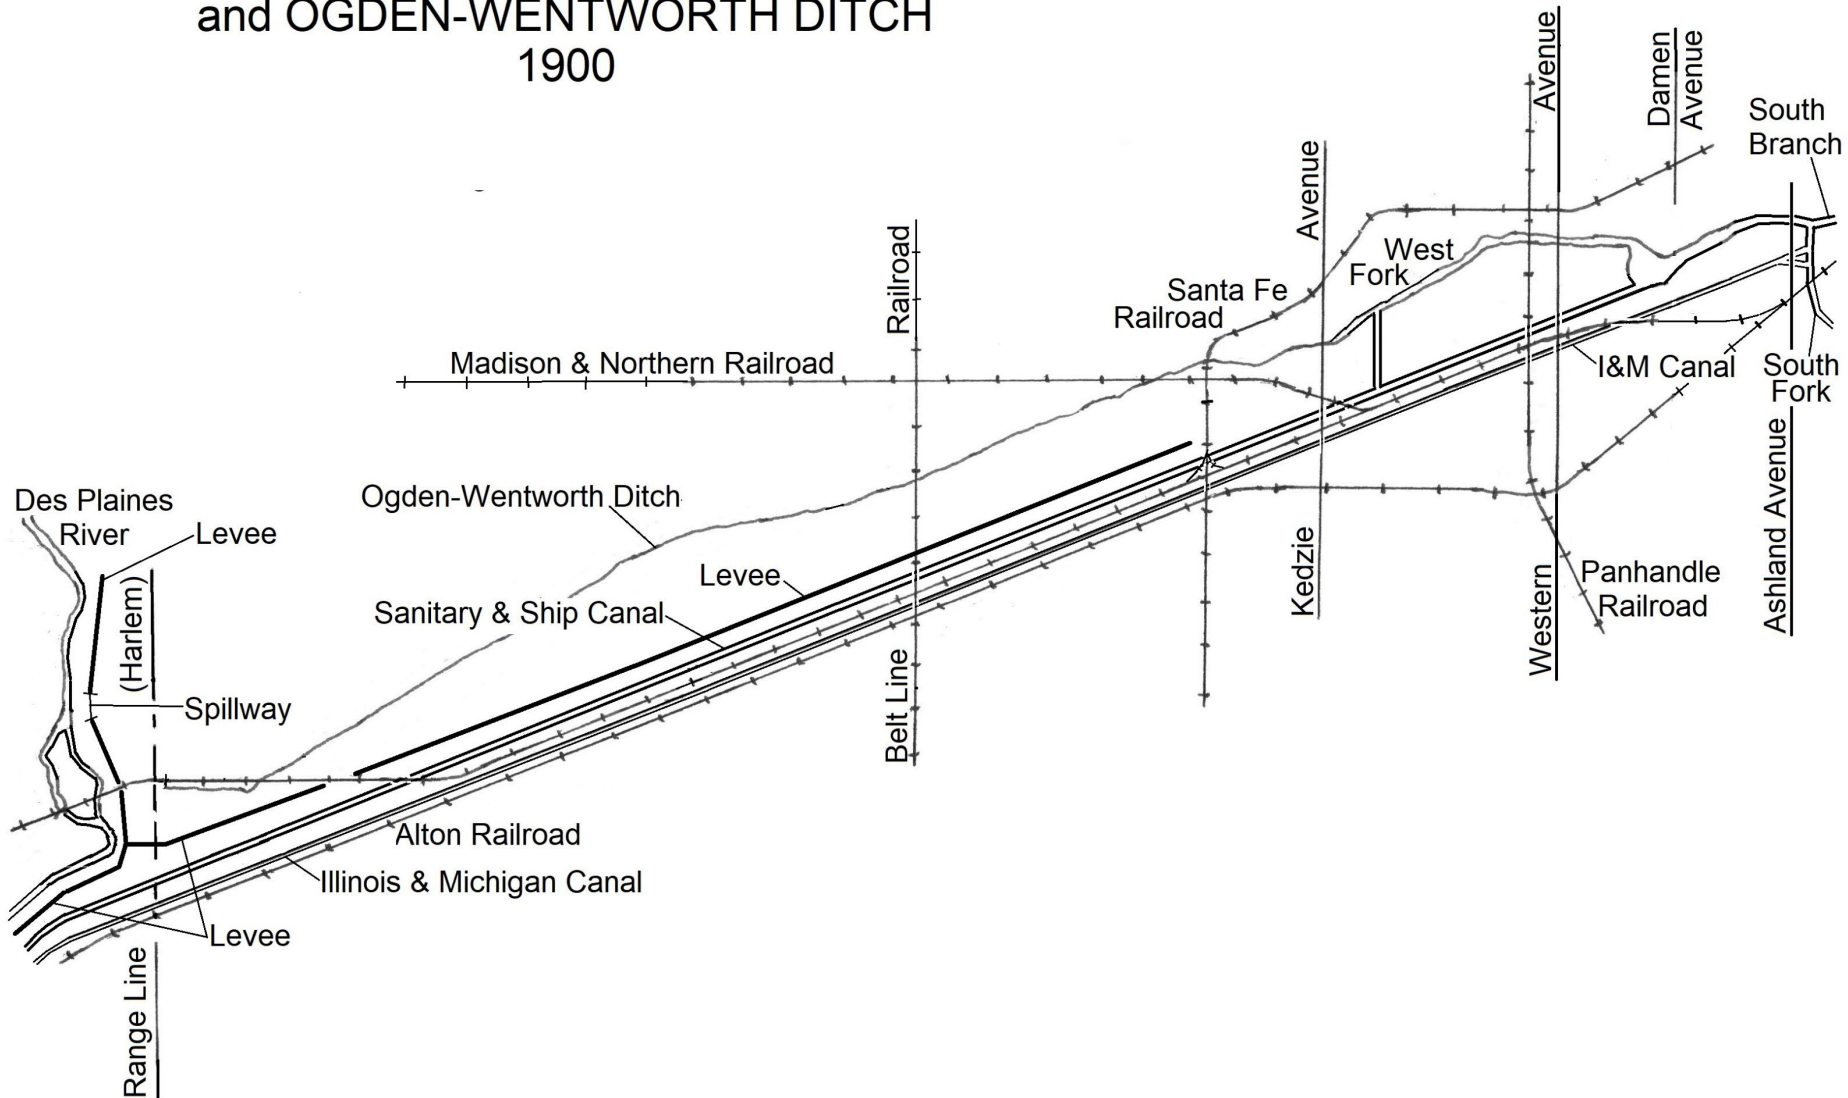 and OGDEN-WENTWORTH DITCH
1900
Avenue
Damen
Avenue
South
Branch
Avenue
West
Fork
Railroad
Santa Fe
Railroad
Madison & Northern Railroad
I&M Canal
South
Fork
Des Plaines
River
Levee
Ogden-Wentworth Ditch
Ashland Avenue
Kedzie
Levee
(Harlem)
Sanitary & Ship Canal
Western
Panhandle
Railroad
Belt Line
Spillway
Alton Railroad
Illinois & Michigan Canal
Levee
Range Line